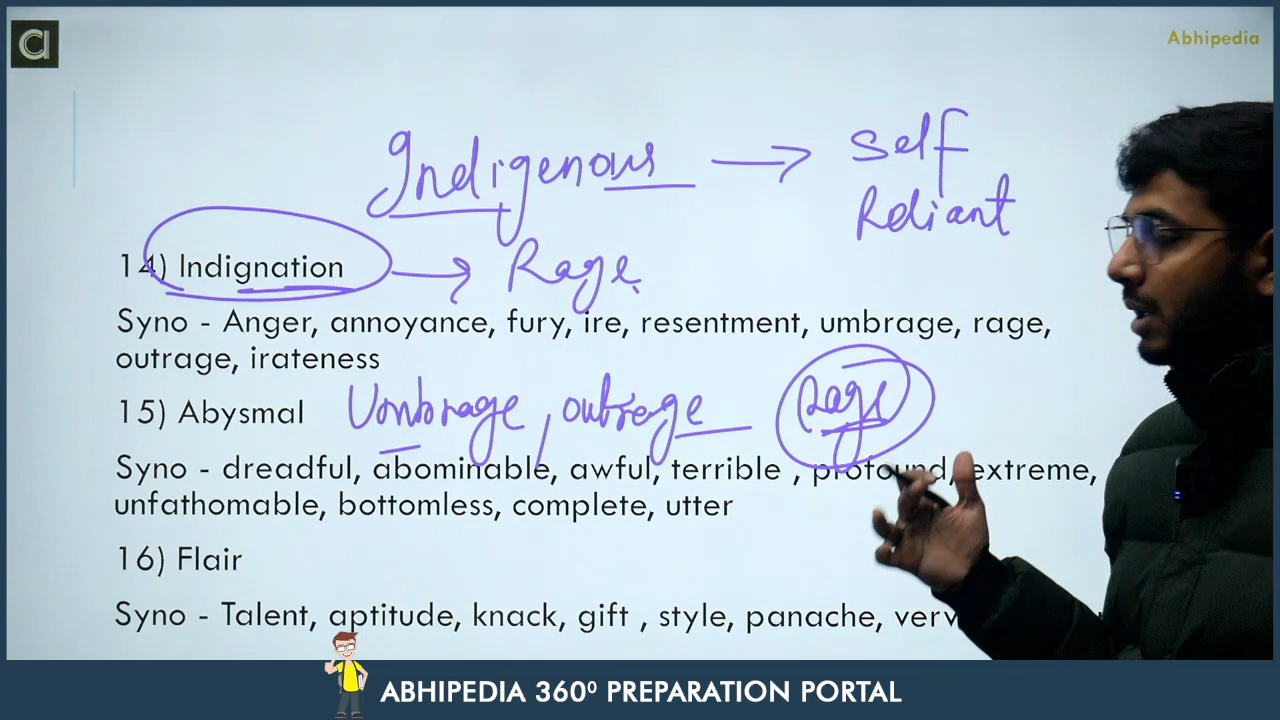 Abhipedia
Indigenous → Self
Reliant
14) Indignation → Rage
Syno - Anger, annoyance, fury, ire, resentment, umbrage, rage,
outrage, irateness
15) Abysmal Umbrage, outrage rage
Syno - dreadful, abominable, awful, terrible , profound, extreme,
unfathomable, bottomless, complete, utter
16) Flair
Syno - Talent, aptitude, knack, gift , style, panache,
ABHIPEDIA 360⁰ PREPARATION PORTAL